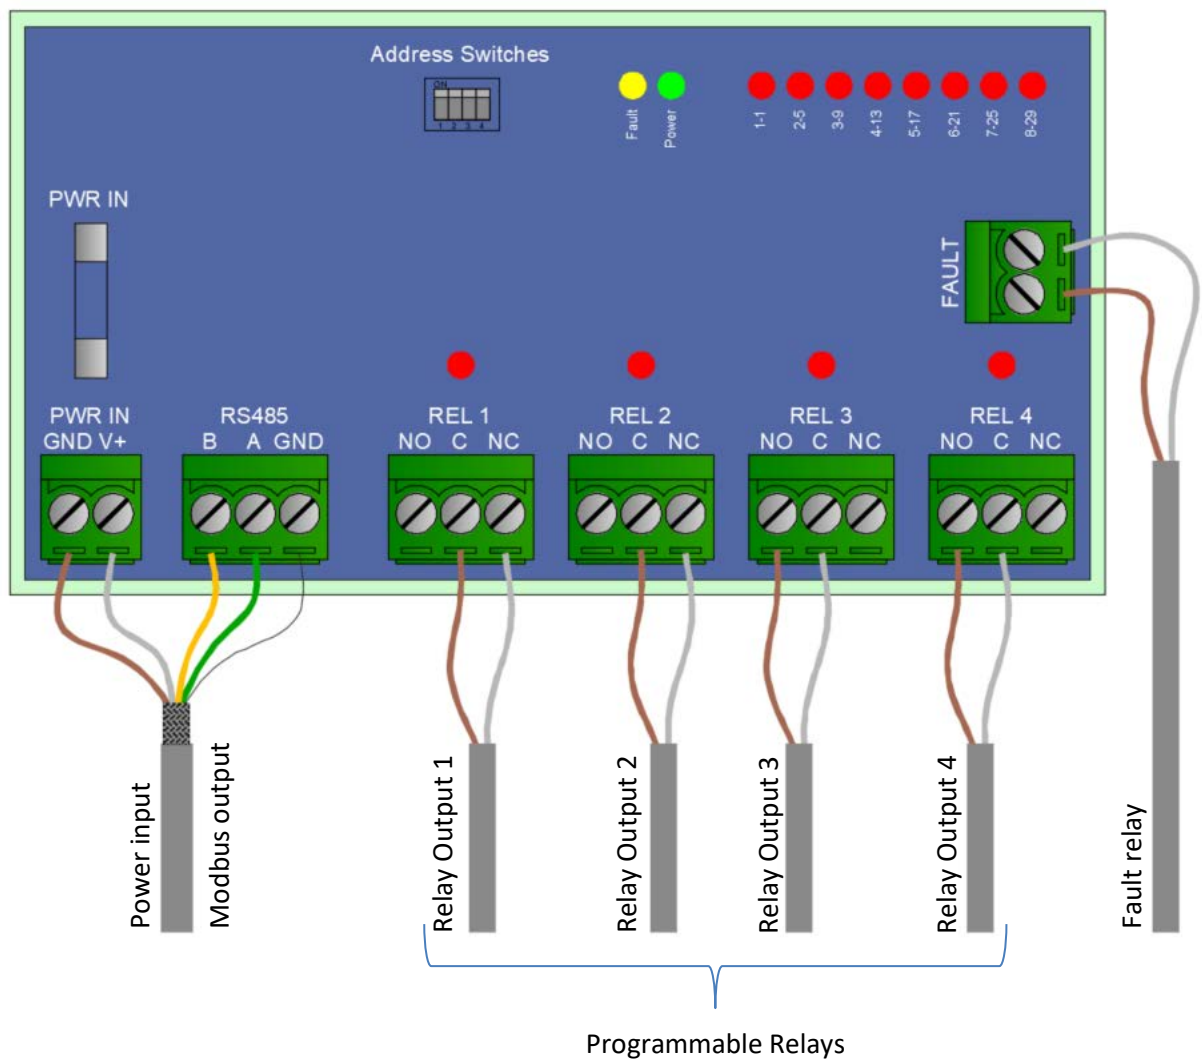 Address Switches
ON
1 2 3 4
Fault
Power
1-1
2-5
3-9
4-13
5-17
6-21
7-25
8-29
PWR IN
FAULT
PWR IN
GND V+
RS485
B A GND
REL 1
NO C NC
REL 2
NO C NC
REL 3
NO C NC
REL 4
NO C NC
Power input
Modbus output
Relay Output 1
Relay Output 2
Relay Output 3
Relay Output 4
Fault relay
Programmable Relays